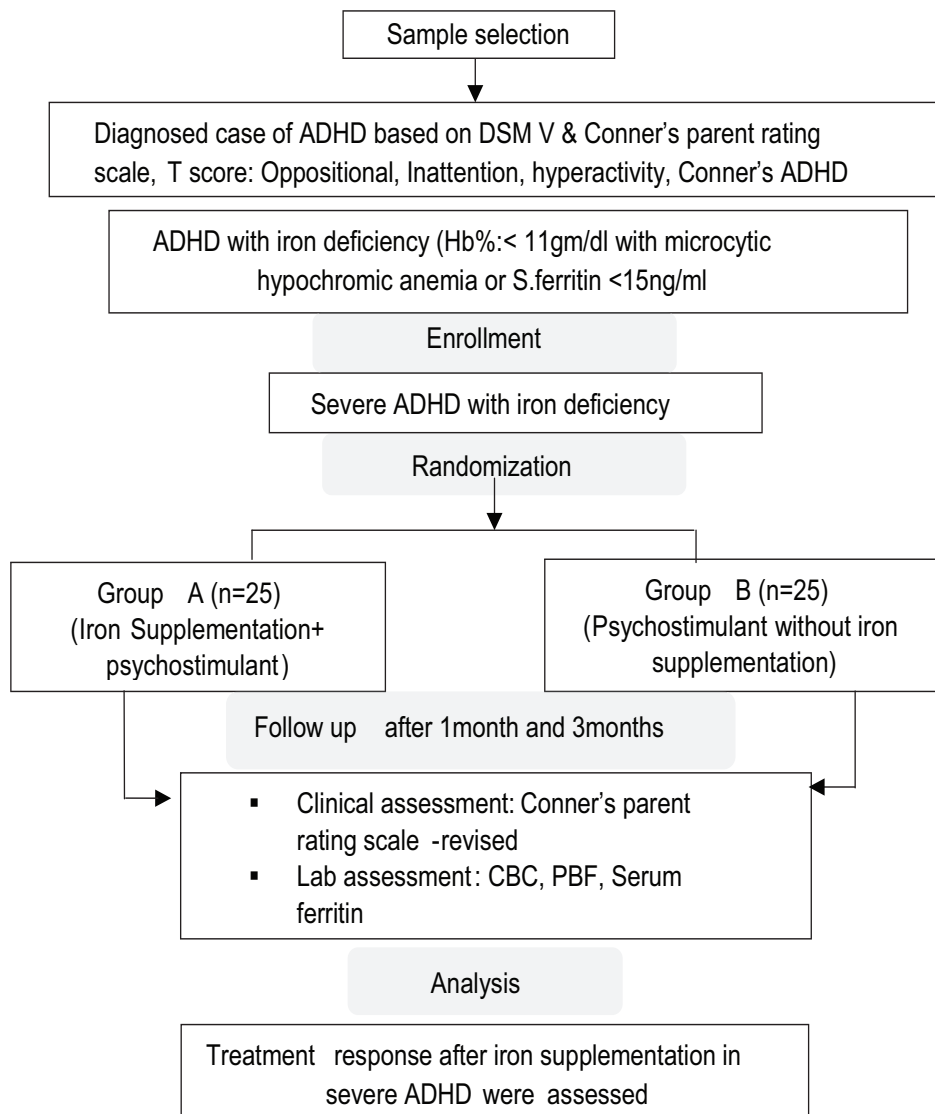 Sample selection
Diagnosed case of ADHD based on DSM V & Conner's parent rating
scale, T score: Oppositional, Inattention, hyperactivity, Conner's ADHD
ADHD with iron deficiency (Hb%:< 11gm/dl with microcytic
hypochromic anemia or S.ferritin <15ng/ml
Enrollment
Severe ADHD with iron deficiency
Randomization
Group A (n=25)
(Iron Supplementation+
psychostimulant)
Group B (n=25)
(Psychostimulant without iron
supplementation)
Follow up after 1month and 3months
▪ Clinical assessment: Conner's parent
rating scale -revised
▪ Lab assessment: CBC, PBF, Serum
ferritin
Analysis
Treatment response after iron supplementation in
severe ADHD were assessed